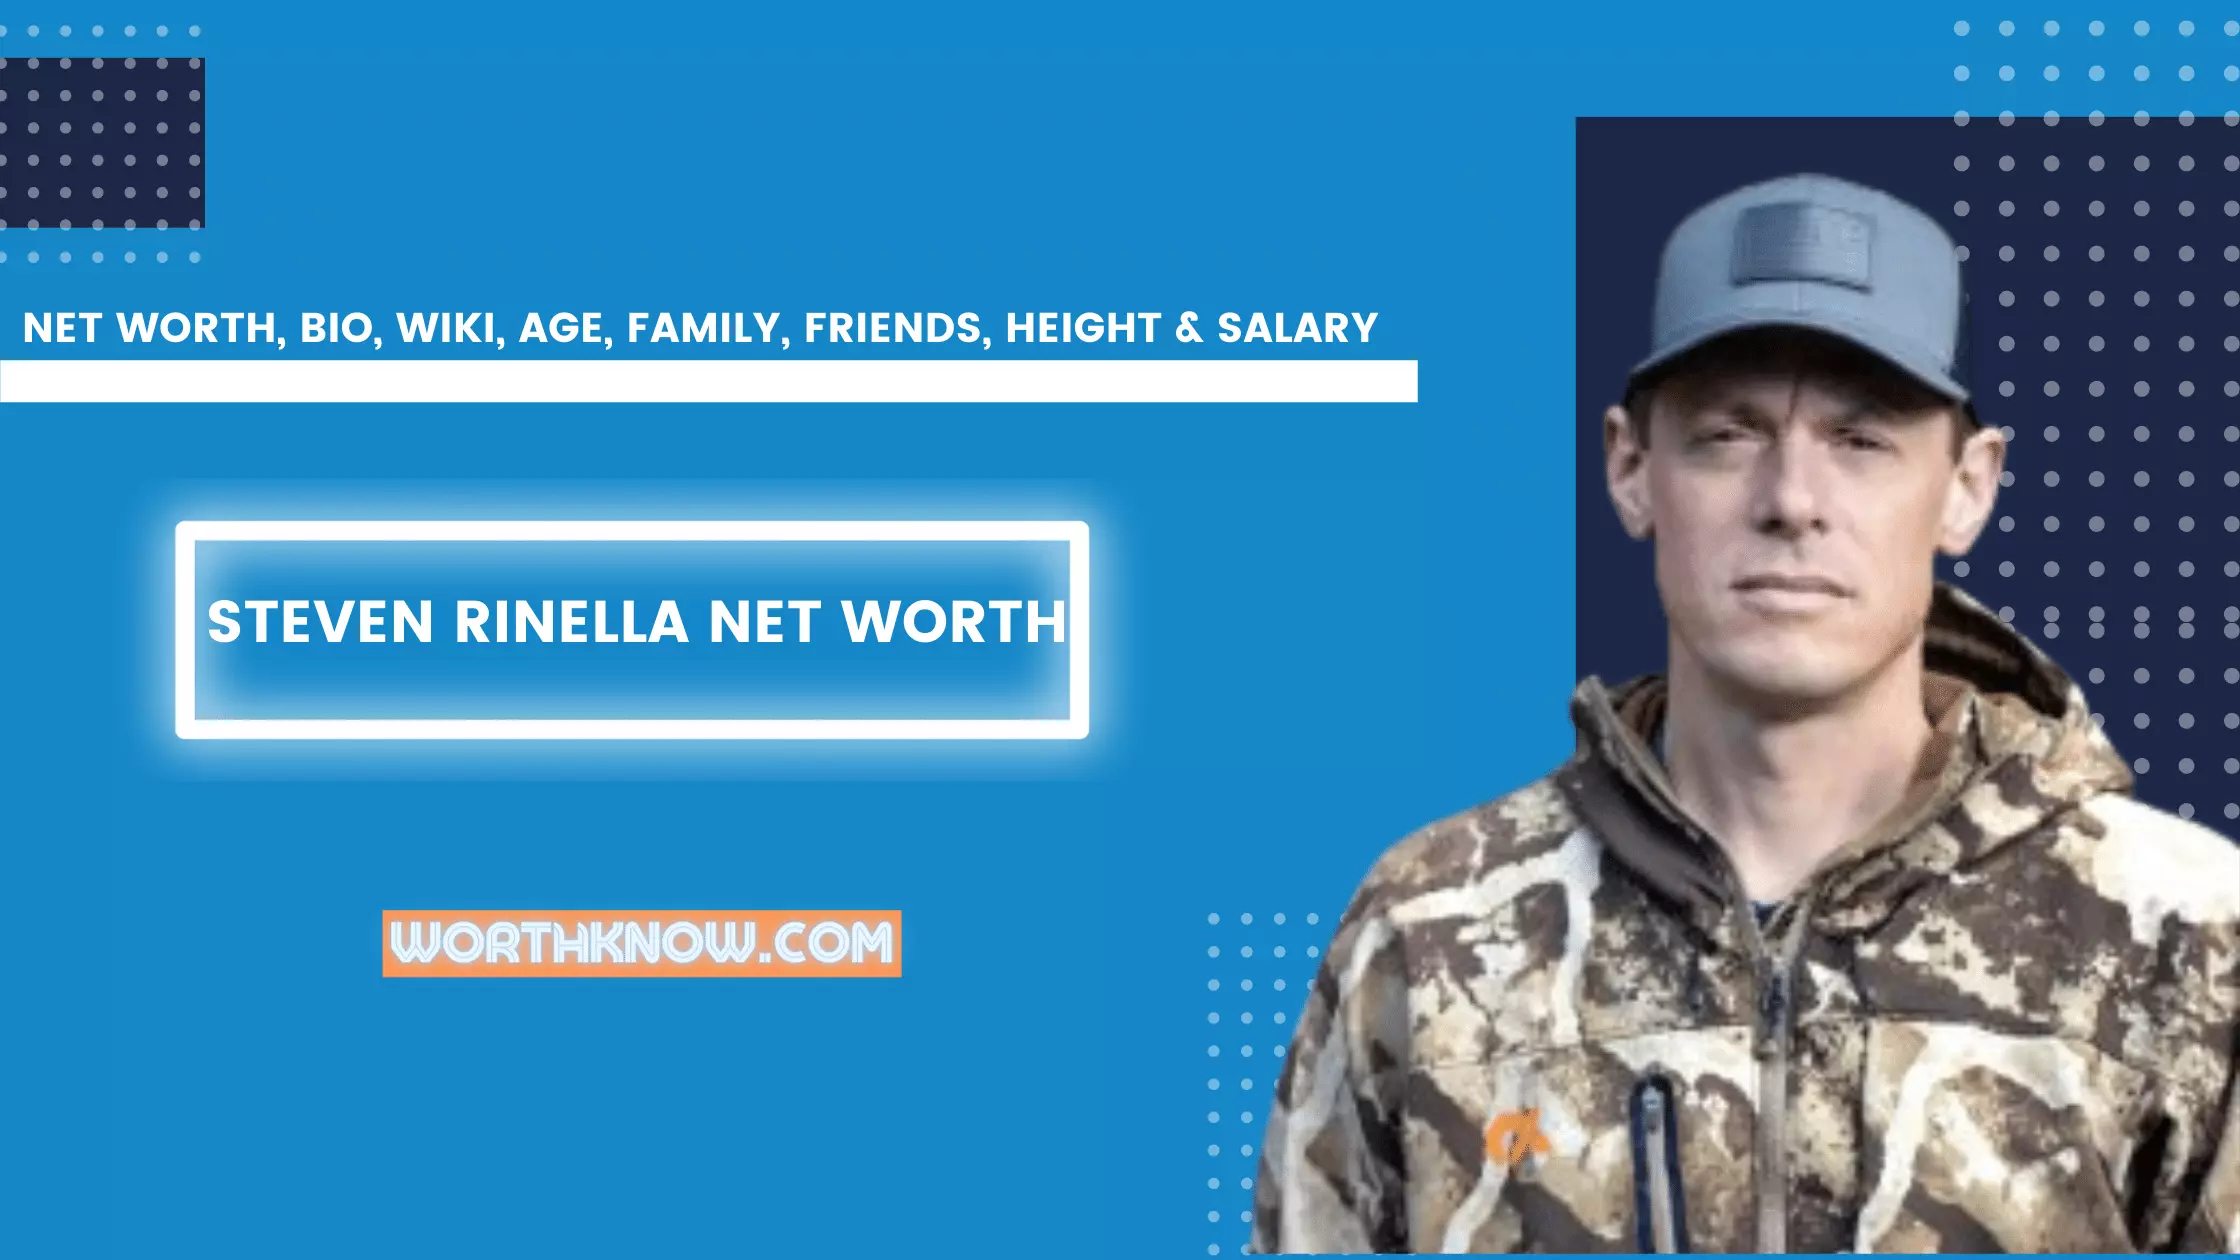 NET WORTH, BIO, WIKI, AGE, FAMILY, FRIENDS, HEIGHT & SALARY
STEVEN RINELLA NET WORTH
WORTHKNOW.COM